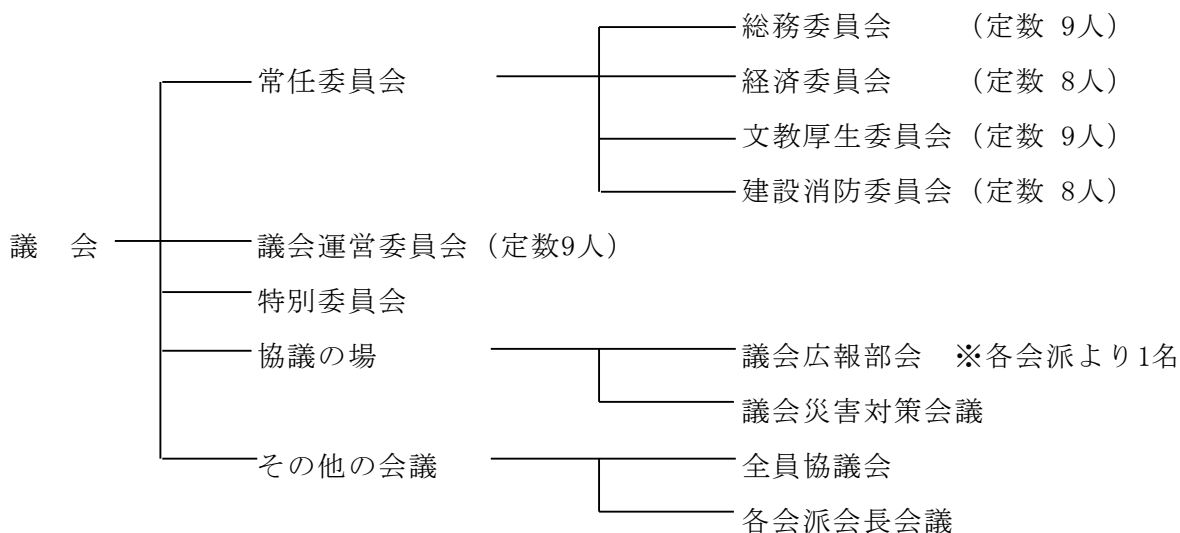 総務委員会 (定数 9人)
常任委員会 経済委員会 (定数 8人)
文教厚生委員会 (定数 9人)
建設消防委員会 (定数 8人)
議 会 議会運営委員会 (定数9人)
特別委員会
協議の場 議会広報部会 ※各会派より1名
議会災害対策会議
その他の会議 全員協議会
各会派会長会議